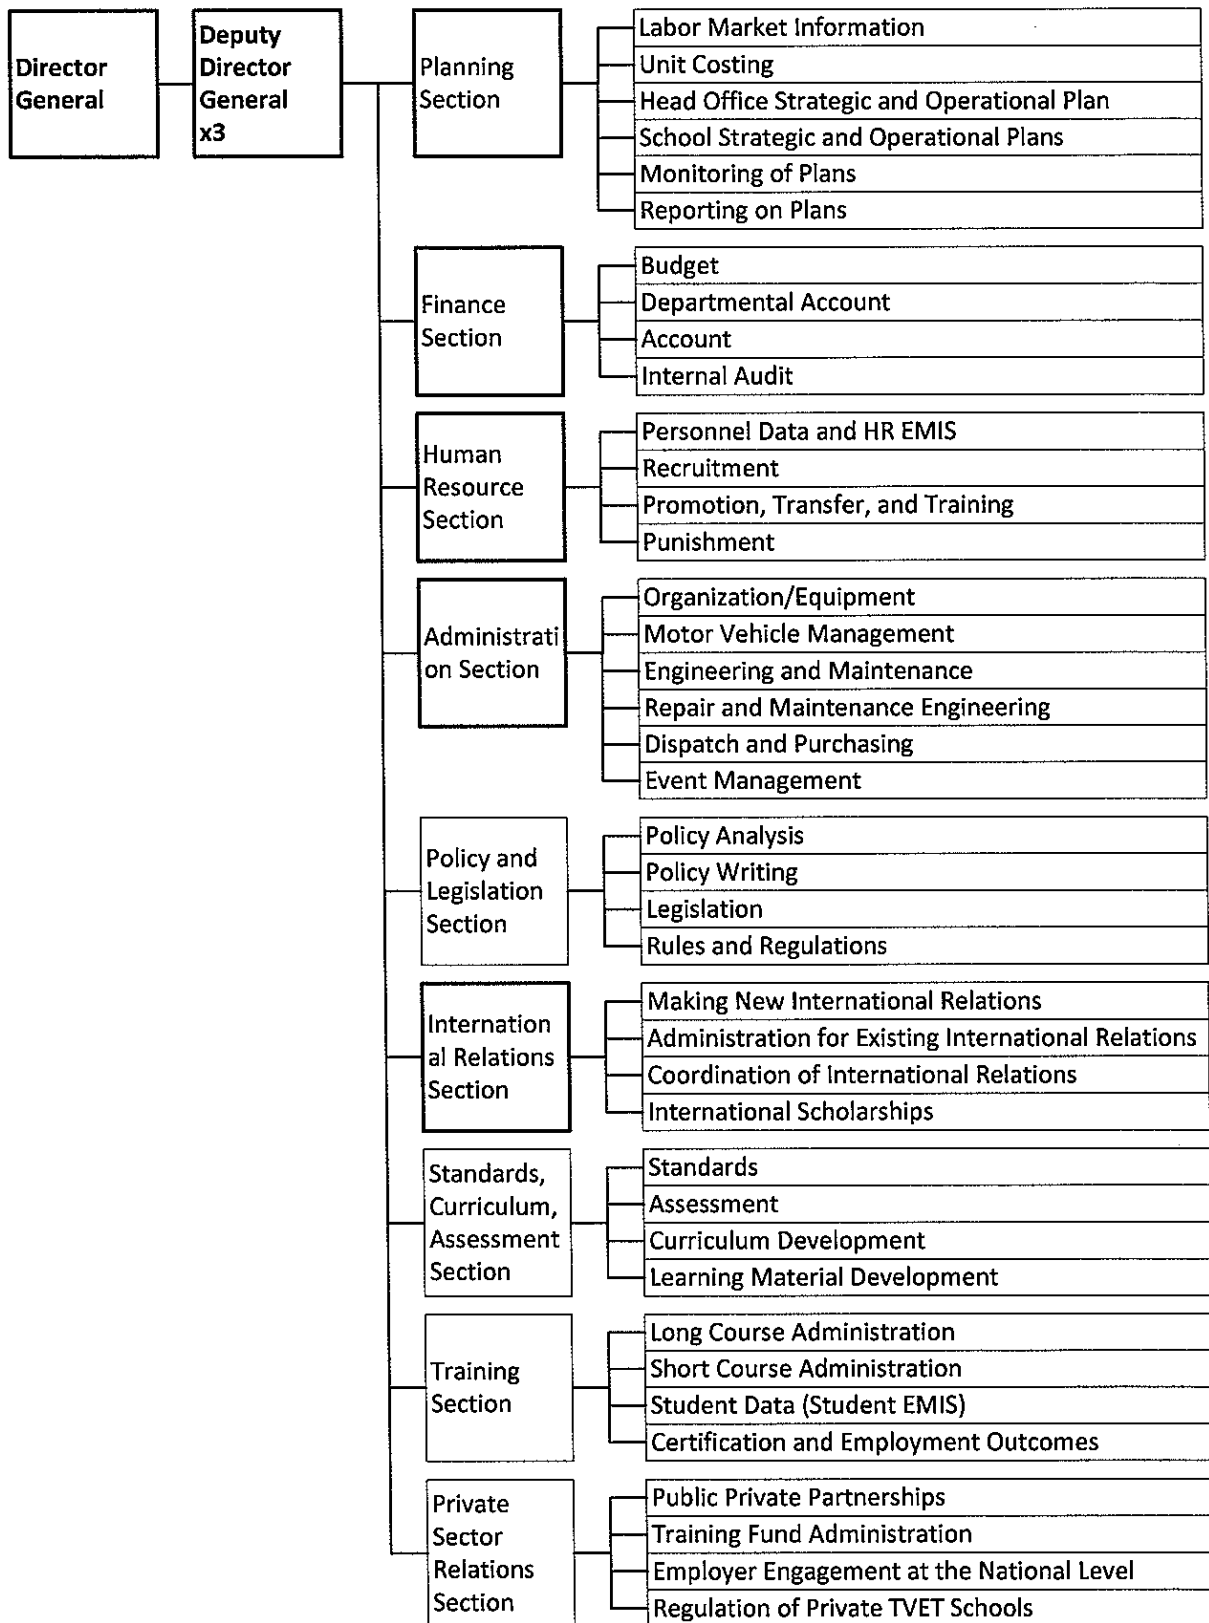 Director
General
Deputy
Director
General
x3
Planning
Section
Labor Market Information
Unit Costing
Head Office Strategic and Operational Plan
School Strategic and Operational Plans
Monitoring of Plans
Reporting on Plans
Finance
Section
Budget
Departmental Account
Account
Internal Audit
Human
Resource
Section
Personnel Data and HR EMIS
Recruitment
Promotion, Transfer, and Training
Punishment
Administrati
on Section
Organization/Equipment
Motor Vehicle Management
Engineering and Maintenance
Repair and Maintenance Engineering
Dispatch and Purchasing
Event Management
Policy and
Legislation
Section
Policy Analysis
Policy Writing
Legislation
Rules and Regulations
Internation
al Relations
Section
Making New International Relations
Administration for Existing International Relations
Coordination of International Relations
International Scholarships
Standards,
Curriculum,
Assessment
Section
Standards
Assessment
Curriculum Development
Learning Material Development
Training
Section
Long Course Administration
Short Course Administration
Student Data (Student EMIS)
Certification and Employment Outcomes
Private
Sector
Relations
Section
Public Private Partnerships
Training Fund Administration
Employer Engagement at the National Level
Regulation of Private TVET Schools